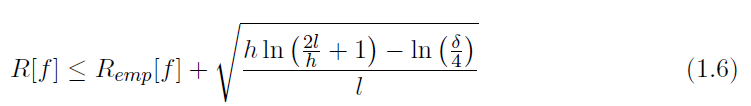 R[f] ≤ R_{emp}[f] + \sqrt{\frac{h \ln\left(\frac{2l}{h} + 1\right) - \ln\left(\frac{\delta}{4}\right)}{l}} (1.6)